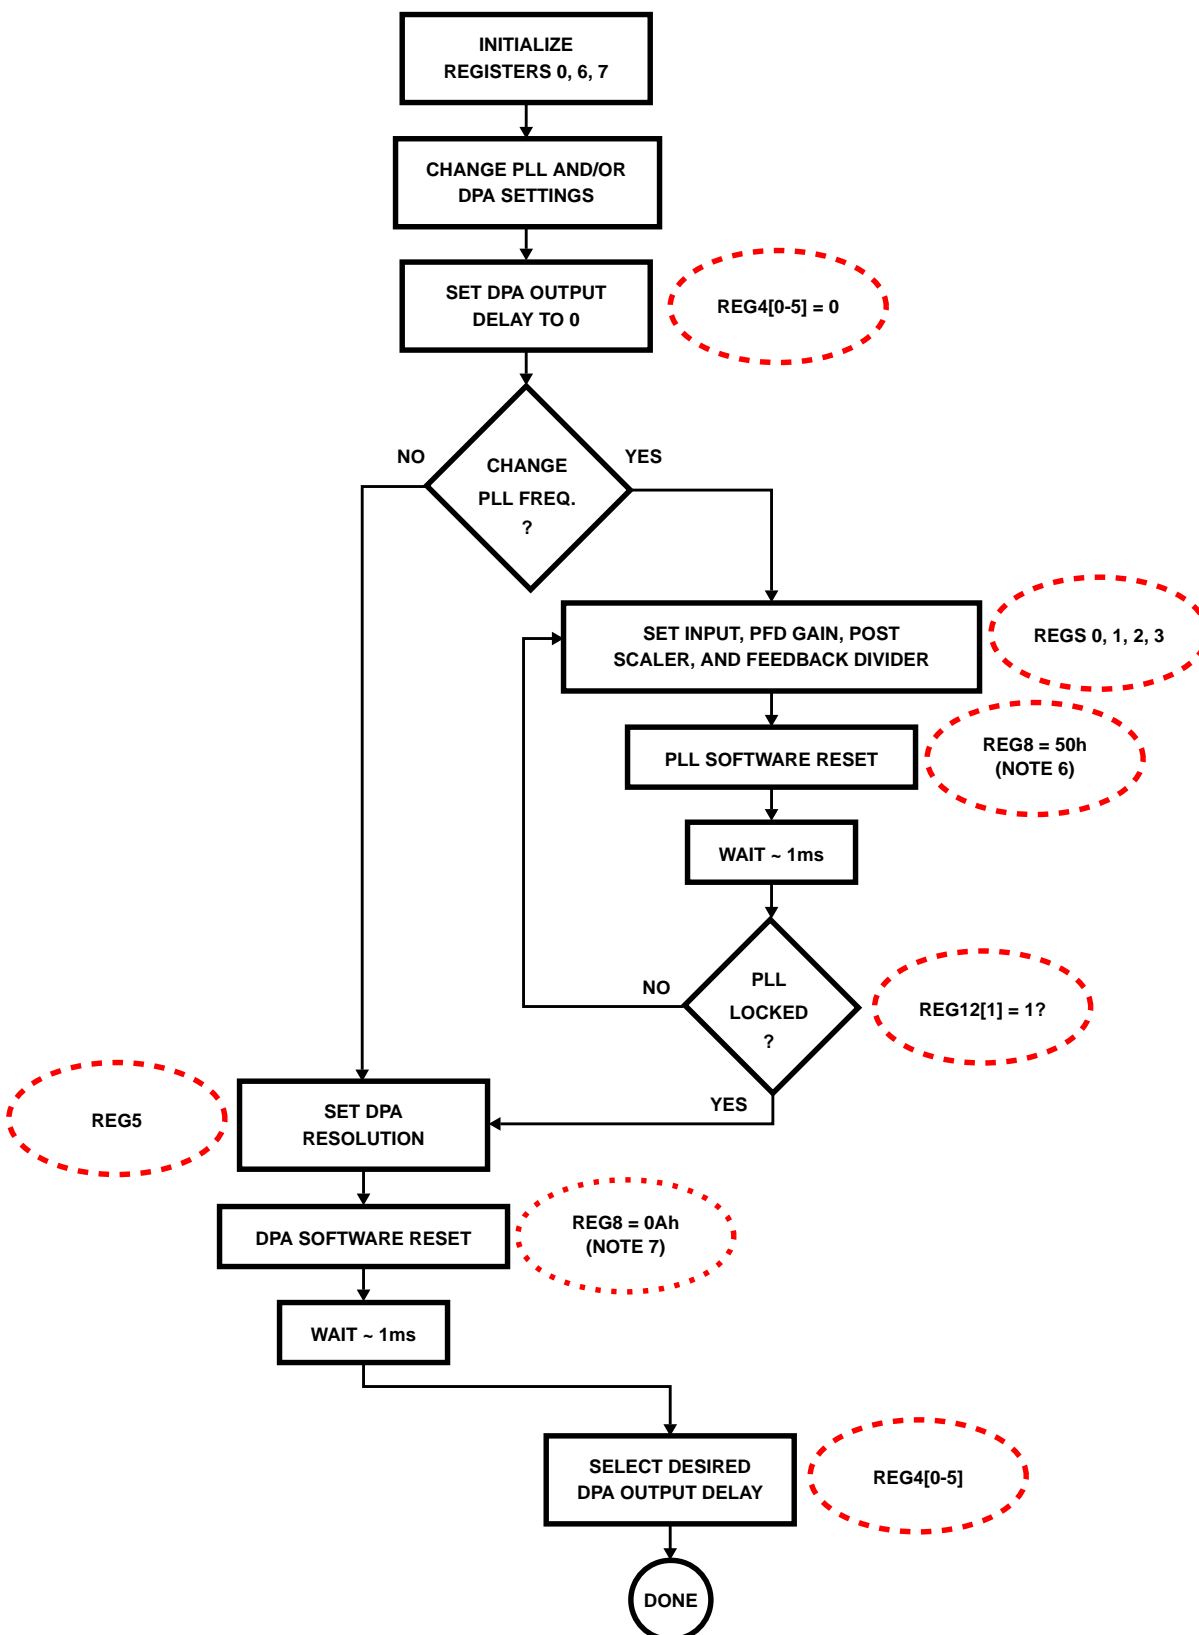 INITIALIZE
REGISTERS 0, 6, 7
CHANGE PLL AND/OR
DPA SETTINGS
SET DPA OUTPUT
DELAY TO 0
REG4[0-5] = 0
NO
YES
CHANGE
PLL FREQ.
?
SET INPUT, PFD GAIN, POST
SCALER, AND FEEDBACK DIVIDER
REGS 0, 1, 2, 3
PLL SOFTWARE RESET
REG8 = 50h
(NOTE 6)
WAIT ~ 1ms
NO
PLL
LOCKED
?
REG12[1] = 1?
YES
REG5
SET DPA
RESOLUTION
DPA SOFTWARE RESET
REG8 = 0Ah
(NOTE 7)
WAIT ~ 1ms
SELECT DESIRED
DPA OUTPUT DELAY
REG4[0-5]
DONE